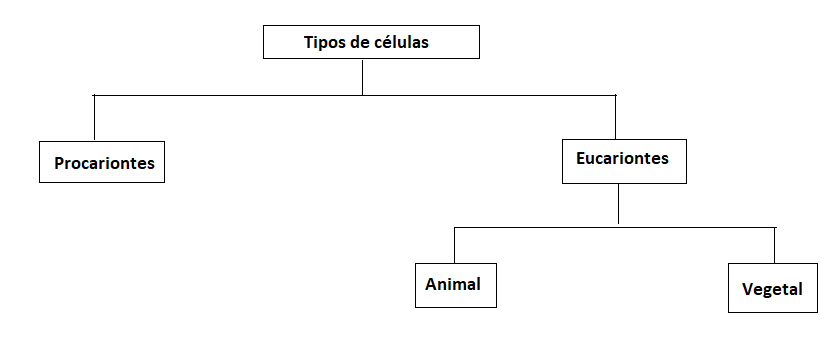 Tipos de células
Procariontes
Eucariontes
Animal
Vegetal